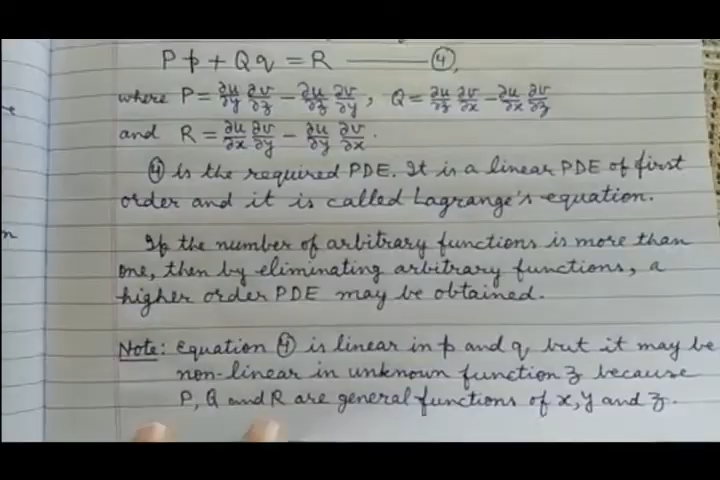 Pp + Qq = R —— ④,
where P = ∂u/∂y ∂v/∂z − ∂u/∂z ∂v/∂y, Q = ∂u/∂z ∂v/∂x − ∂u/∂x ∂v/∂z
and R = ∂u/∂x ∂v/∂y − ∂u/∂y ∂v/∂x.
④ is the required PDE. It is a linear PDE of first
order and it is called Lagrange's equation.
If the number of arbitrary functions is more than
one, then by eliminating arbitrary functions, a
higher order PDE may be obtained.
Note: Equation ④ is linear in p and q, but it may be
non-linear in unknown function z because
P, Q and R are general functions of x, y and z.